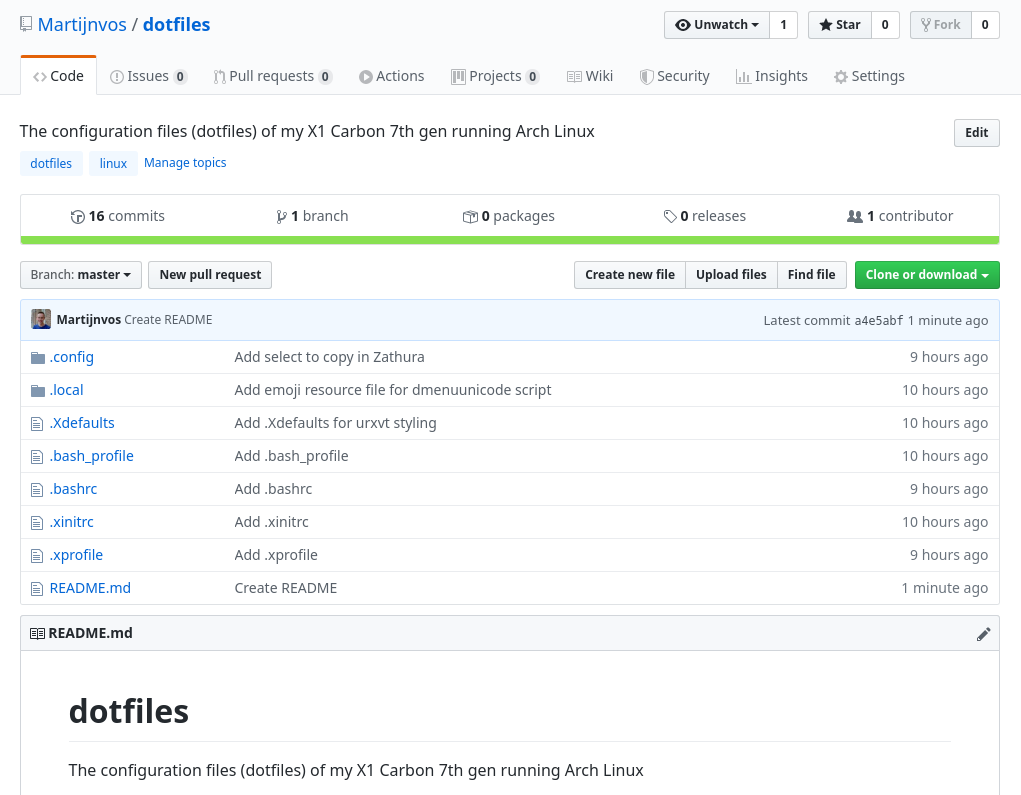 Martijnvos / dotfiles
Unwatch 1 Star 0 Fork 0
Code Issues 0 Pull requests 0 Actions Projects 0 Wiki Security Insights Settings
The configuration files (dotfiles) of my X1 Carbon 7th gen running Arch Linux Edit
dotfiles linux Manage topics
16 commits 1 branch 0 packages 0 releases 1 contributor
Branch: master New pull request Create new file Upload files Find file Clone or download
Martijnvos Create README Latest commit a4e5abf 1 minute ago
.config Add select to copy in Zathura 9 hours ago
.local Add emoji resource file for dmenuunicode script 10 hours ago
.Xdefaults Add .Xdefaults for urxvt styling 10 hours ago
.bash_profile Add .bash_profile 10 hours ago
.bashrc Add .bashrc 9 hours ago
.xinitrc Add .xinitrc 10 hours ago
.xprofile Add .xprofile 9 hours ago
README.md Create README 1 minute ago
README.md
dotfiles
The configuration files (dotfiles) of my X1 Carbon 7th gen running Arch Linux